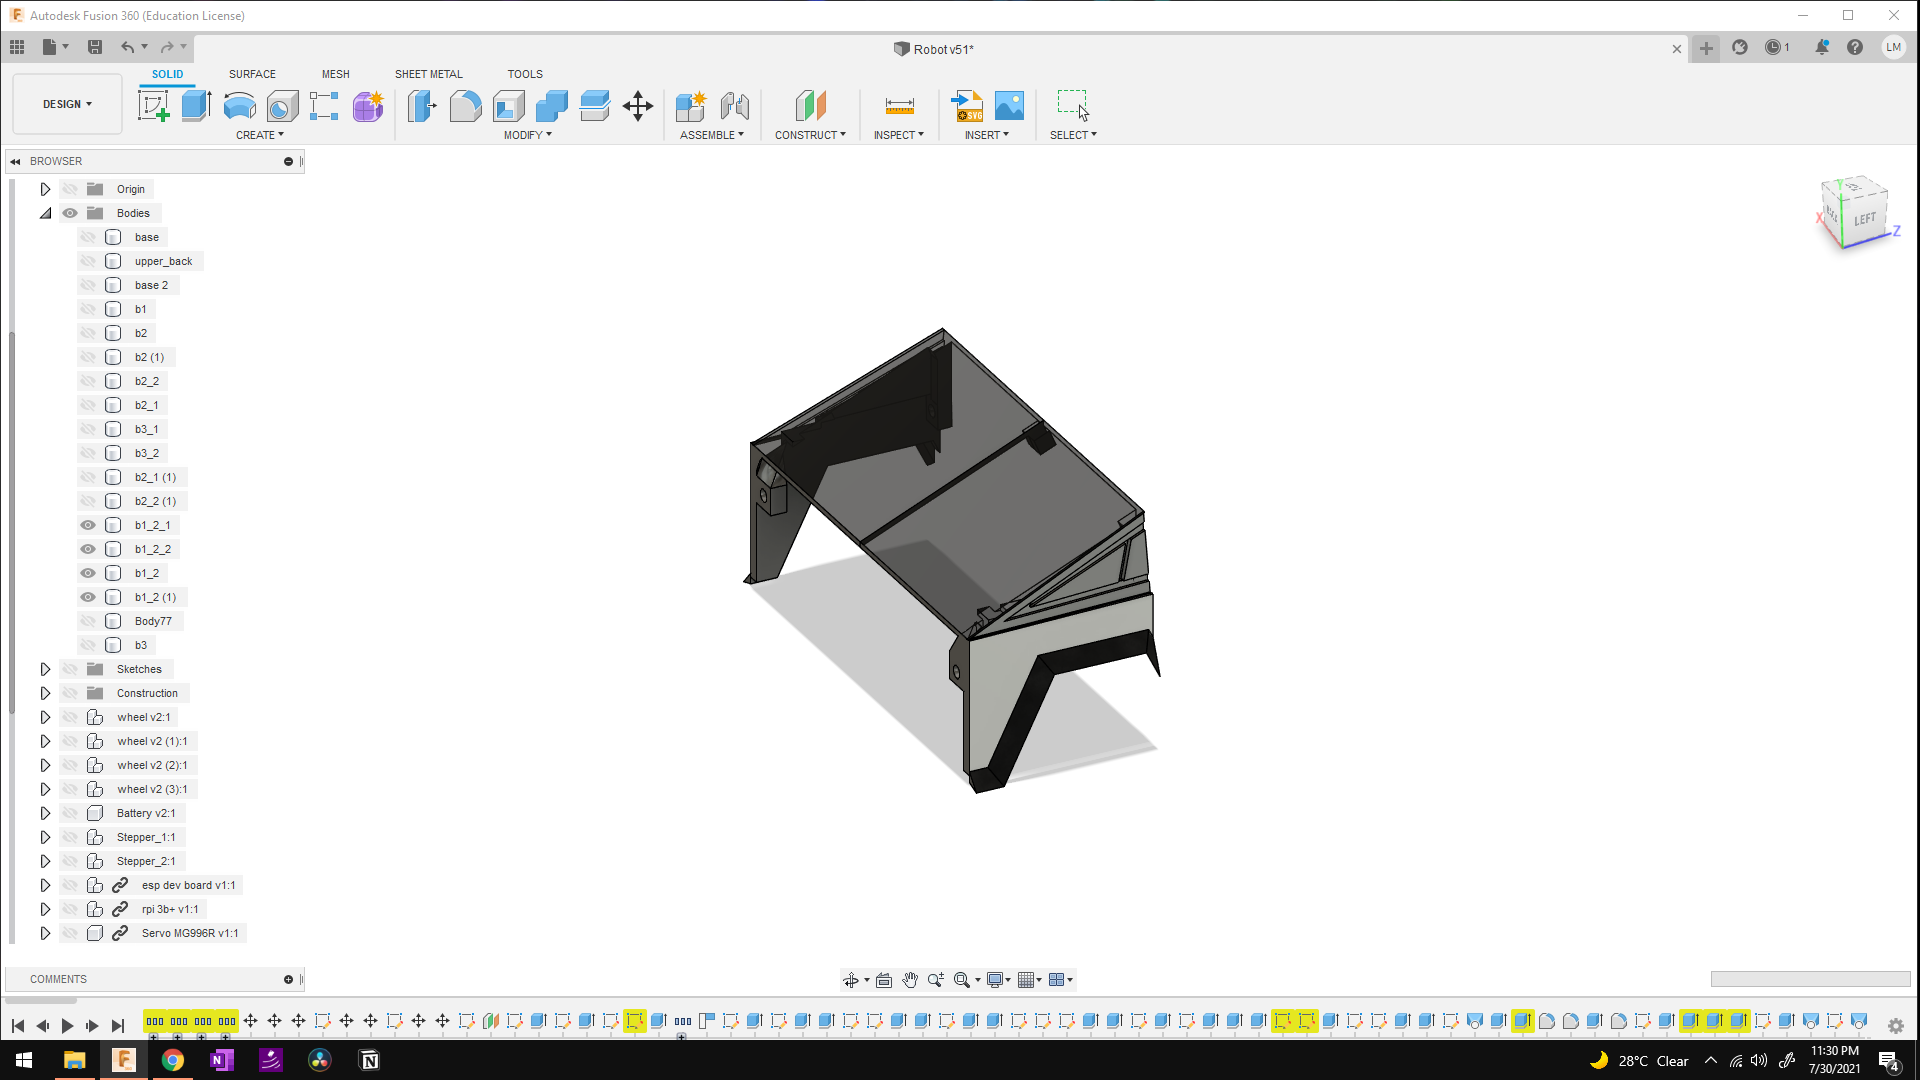 Autodesk Fusion 360 (Education License)
Robot v51*
1
LM
DESIGN
SOLID
SURFACE
MESH
SHEET METAL
TOOLS
CREATE
MODIFY
ASSEMBLE
CONSTRUCT
INSPECT
INSERT
SELECT
SVG
BROWSER
Origin
Bodies
base
upper_back
base 2
b1
b2
b2 (1)
b2_2
b2_1
b3_1
b3_2
b2_1 (1)
b2_2 (1)
b1_2_1
b1_2_2
b1_2
b1_2 (1)
Body77
b3
Sketches
Construction
wheel v2:1
wheel v2 (1):1
wheel v2 (2):1
wheel v2 (3):1
Battery v2:1
Stepper_1:1
Stepper_2:1
esp dev board v1:1
rpi 3b+ v1:1
Servo MG996R v1:1
Y
X
LEFT
Z
COMMENTS
28°C Clear
11:30 PM
7/30/2021
4